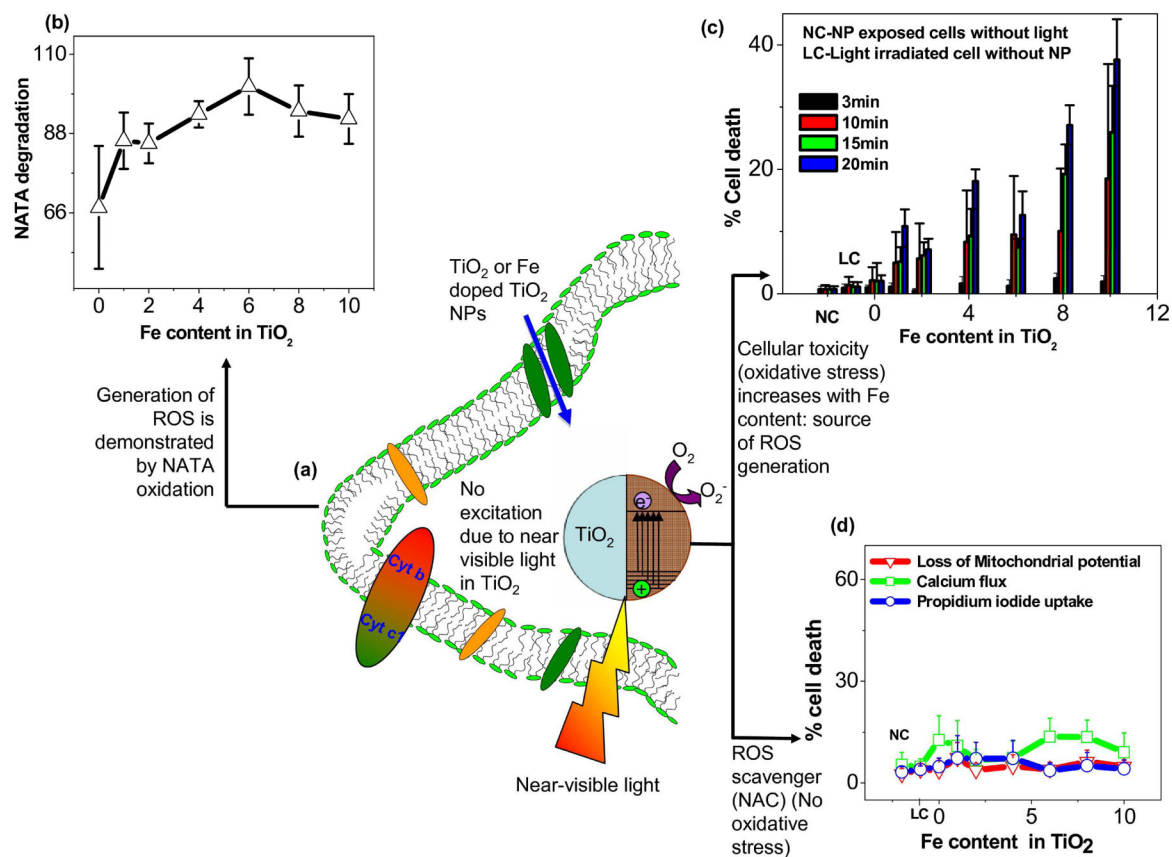 (b)
110
88
66
NATA degradation
0 2 4 6 8 10
Fe content in TiO₂
Generation of
ROS is
demonstrated
by NATA
oxidation
(a)
TiO₂ or Fe
doped TiO₂
NPs
No
excitation
due to near
visible light
in TiO₂
TiO₂
e⁻
+
O₂
O₂⁻
Cyt b
Cyt c1
Near-visible light
(c)
NC-NP exposed cells without light
LC-Light irradiated cell without NP
3min
10min
15min
20min
40
20
0
% Cell death
LC
NC
0 4 8 12
Fe content in TiO₂
Cellular toxicity
(oxidative stress)
increases with Fe
content: source
of ROS
generation
(d)
Loss of Mitochondrial potential
Calcium flux
Propidium iodide uptake
60
30
0
% cell death
NC
LC
0 5 10
Fe content in TiO₂
ROS
scavenger
(NAC) (No
oxidative
stress)